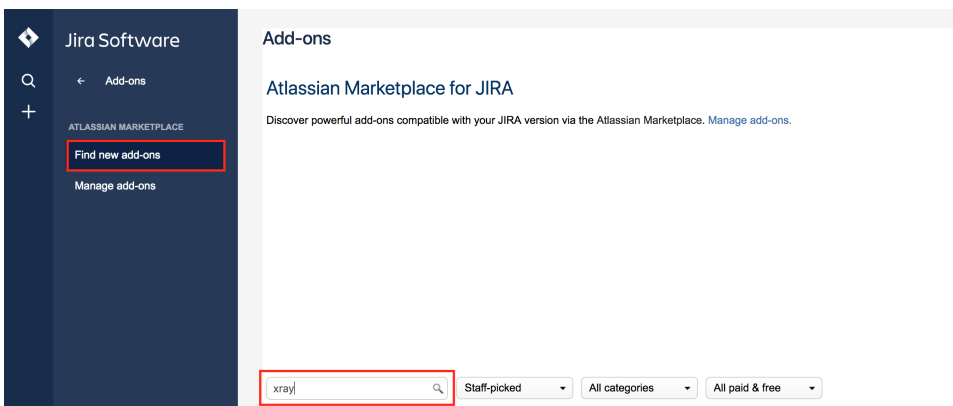 Jira Software
Add-ons
ATLASSIAN MARKETPLACE
Find new add-ons
Manage add-ons
Add-ons
Atlassian Marketplace for JIRA
Discover powerful add-ons compatible with your JIRA version via the Atlassian Marketplace. Manage add-ons.
xray
Staff-picked
All categories
All paid & free